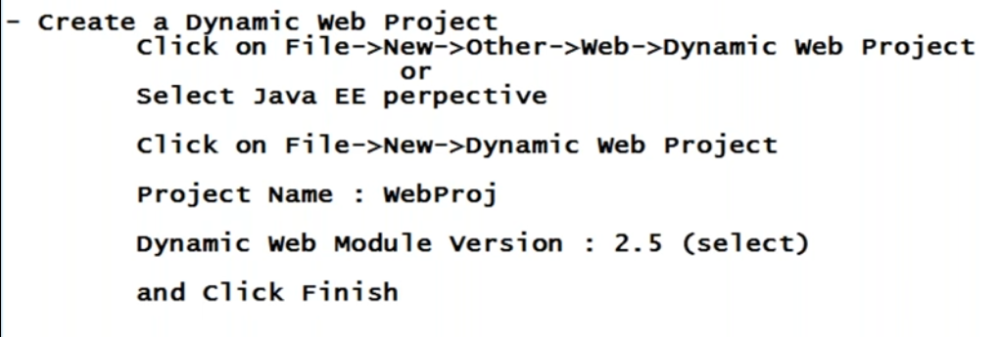 - Create a Dynamic Web Project
Click on File->New->Other->Web->Dynamic Web Project
or
Select Java EE perpective
Click on File->New->Dynamic Web Project
Project Name : WebProj
Dynamic Web Module Version : 2.5 (select)
and Click Finish